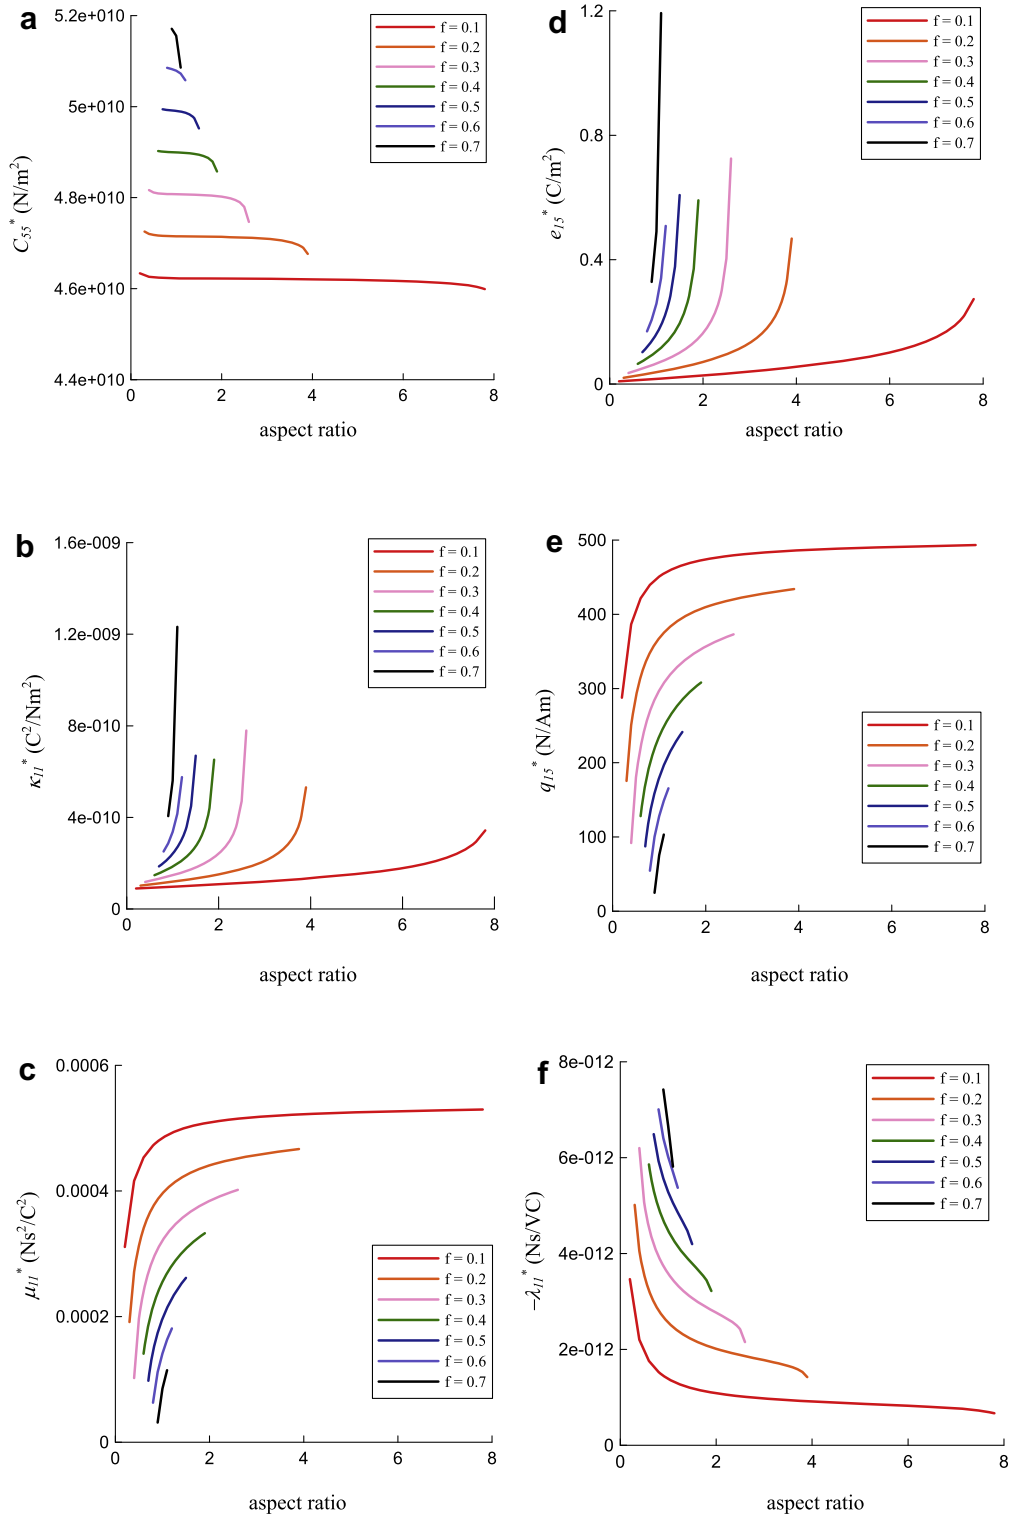 a
5.2e+010
5e+010
4.8e+010
4.6e+010
4.4e+010
0 2 4 6 8
C55* (N/m2)
aspect ratio
f = 0.1
f = 0.2
f = 0.3
f = 0.4
f = 0.5
f = 0.6
f = 0.7
d
1.2
0.8
0.4
0
0 2 4 6 8
e15* (C/m2)
aspect ratio
f = 0.1
f = 0.2
f = 0.3
f = 0.4
f = 0.5
f = 0.6
f = 0.7
b
1.6e-009
1.2e-009
8e-010
4e-010
0
0 2 4 6 8
κ11* (C2/Nm2)
aspect ratio
f = 0.1
f = 0.2
f = 0.3
f = 0.4
f = 0.5
f = 0.6
f = 0.7
e
500
400
300
200
100
0
0 2 4 6 8
q15* (N/Am)
aspect ratio
f = 0.1
f = 0.2
f = 0.3
f = 0.4
f = 0.5
f = 0.6
f = 0.7
c
0.0006
0.0004
0.0002
0
0 2 4 6 8
μ11* (Ns2/C2)
aspect ratio
f = 0.1
f = 0.2
f = 0.3
f = 0.4
f = 0.5
f = 0.6
f = 0.7
f
8e-012
6e-012
4e-012
2e-012
0
0 2 4 6 8
−λ11* (Ns/VC)
aspect ratio
f = 0.1
f = 0.2
f = 0.3
f = 0.4
f = 0.5
f = 0.6
f = 0.7